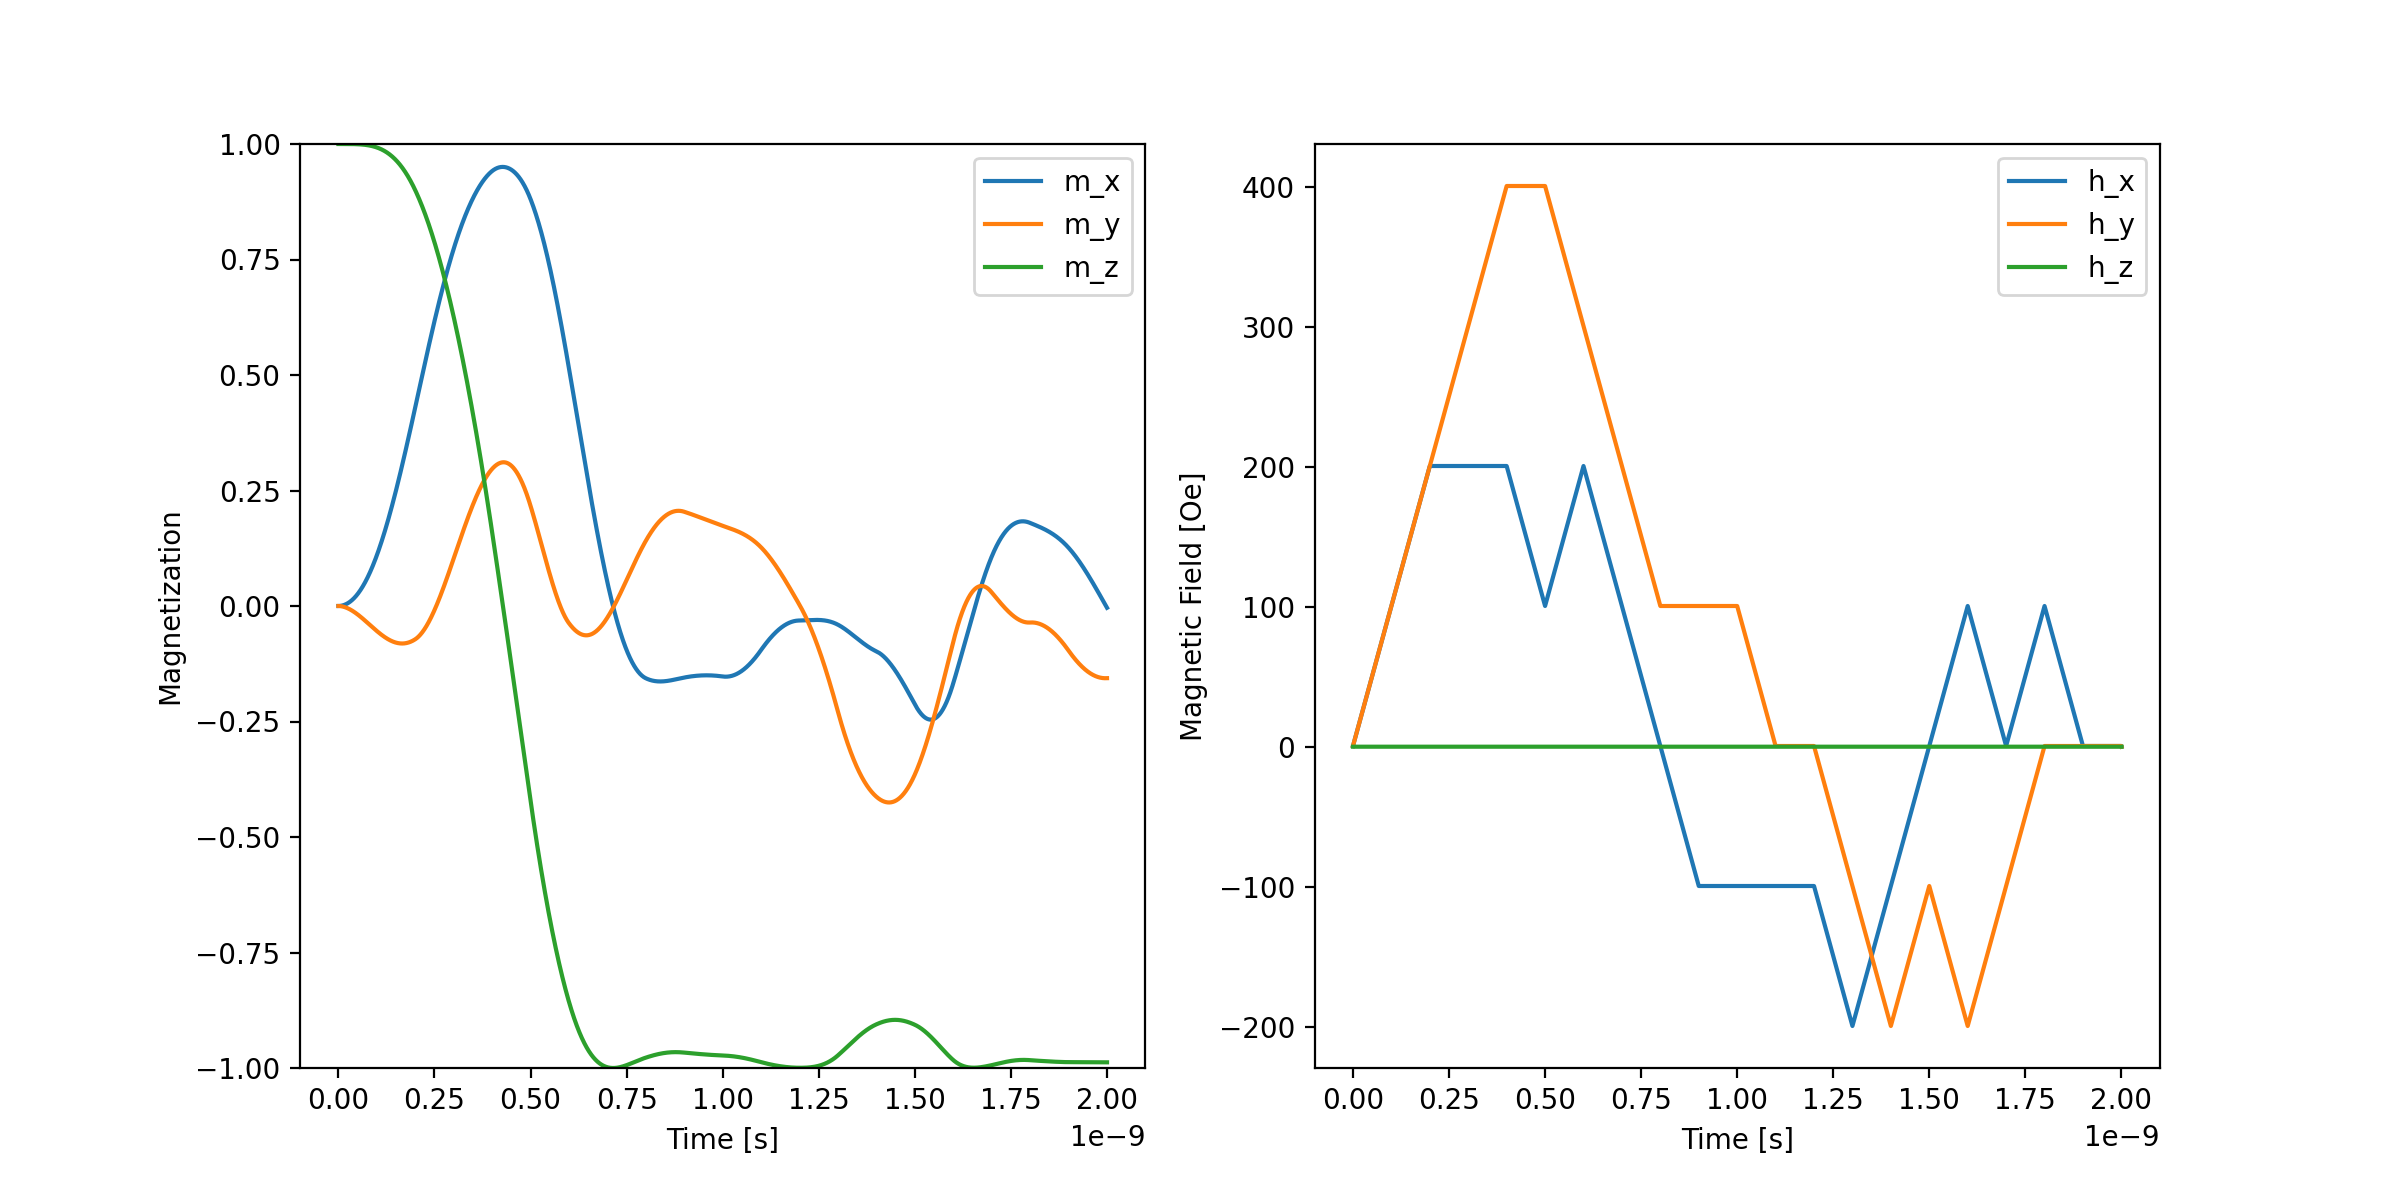 1.00
0.75
0.50
0.25
0.00
−0.25
−0.50
−0.75
−1.00
Magnetization
m_x
m_y
m_z
0.00 0.25 0.50 0.75 1.00 1.25 1.50 1.75 2.00
Time [s]
1e−9
400
300
200
100
0
−100
−200
Magnetic Field [Oe]
h_x
h_y
h_z
0.00 0.25 0.50 0.75 1.00 1.25 1.50 1.75 2.00
Time [s]
1e−9